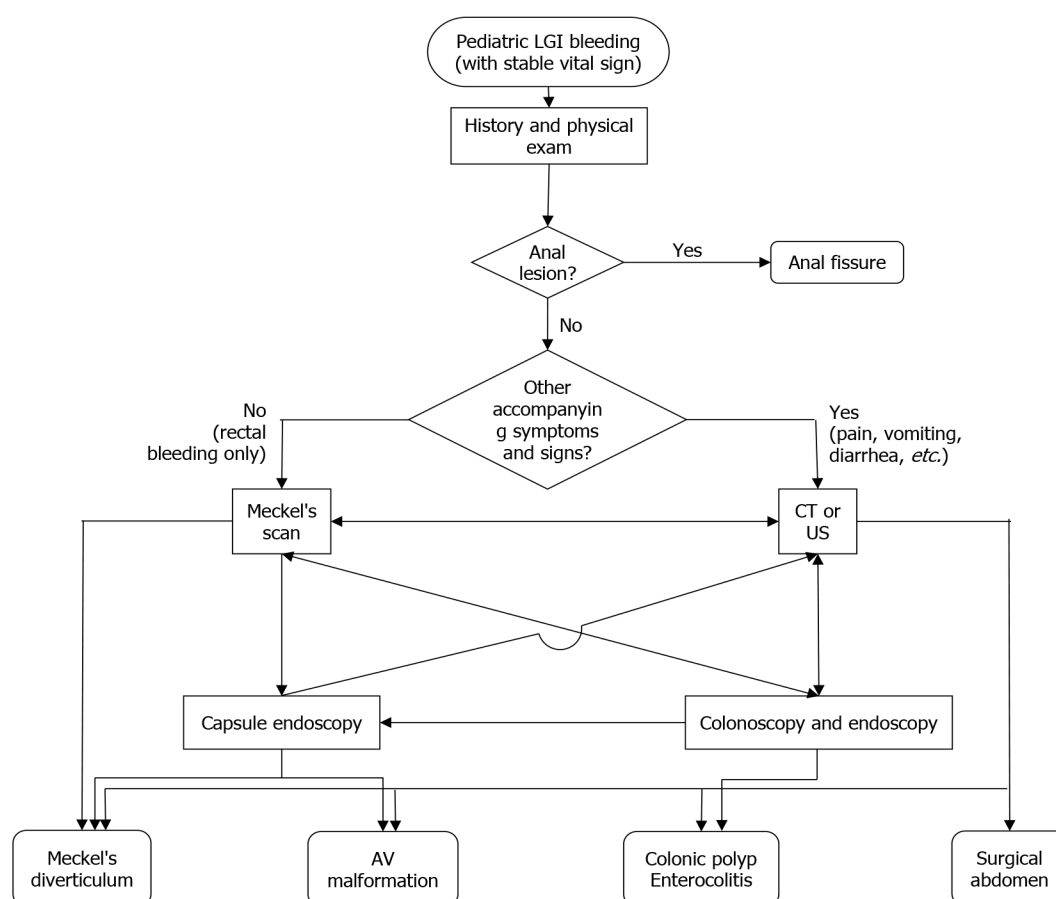 Pediatric LGI bleeding
(with stable vital sign)
History and physical
exam
Anal
lesion?
Yes
Anal fissure
No
Other
accompanyin
g symptoms
and signs?
No
(rectal
bleeding only)
Yes
(pain, vomiting,
diarrhea, etc.)
Meckel's
scan
CT or
US
Capsule endoscopy
Colonoscopy and endoscopy
Meckel's
diverticulum
AV
malformation
Colonic polyp
Enterocolitis
Surgical
abdomen